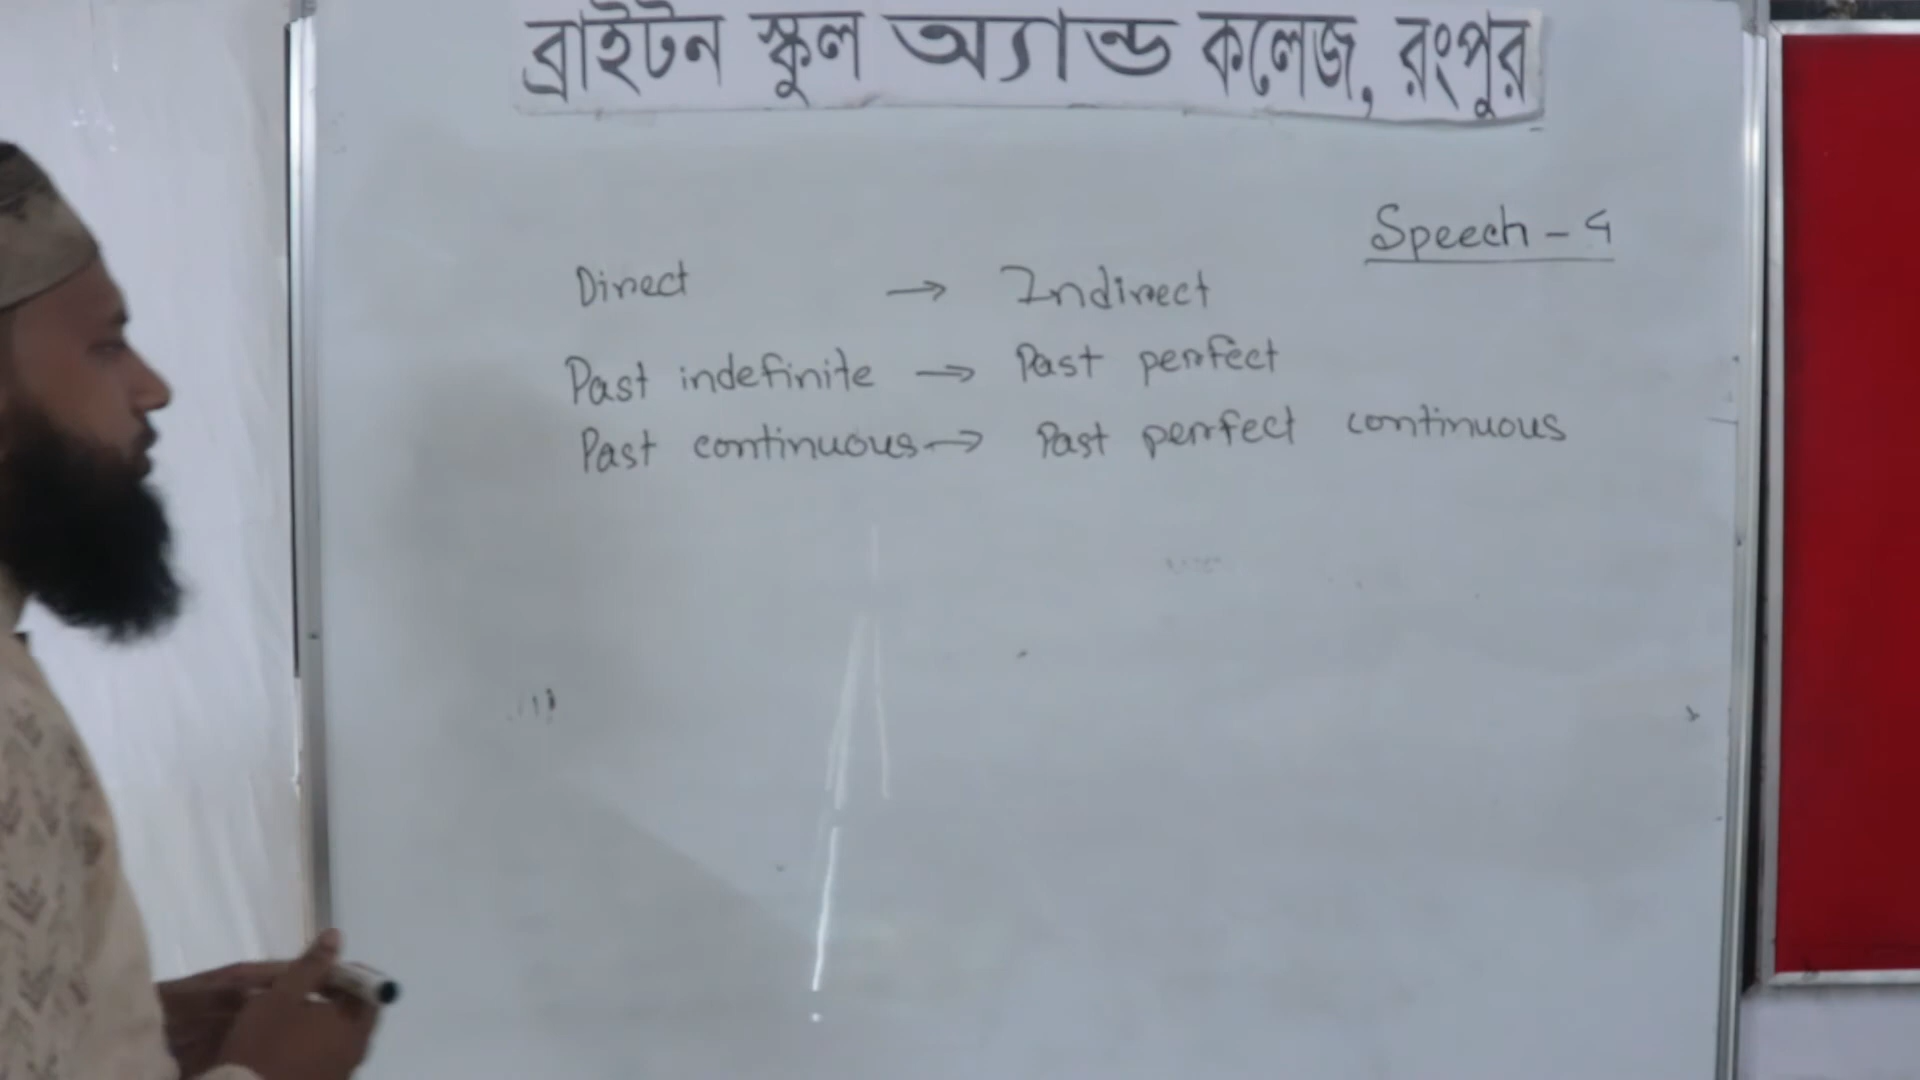 ব্রাইটন স্কুল অ্যান্ড কলেজ, রংপুর
Speech - 4
Direct → Indirect
Past indefinite → Past perfect
Past continuous → Past perfect continuous